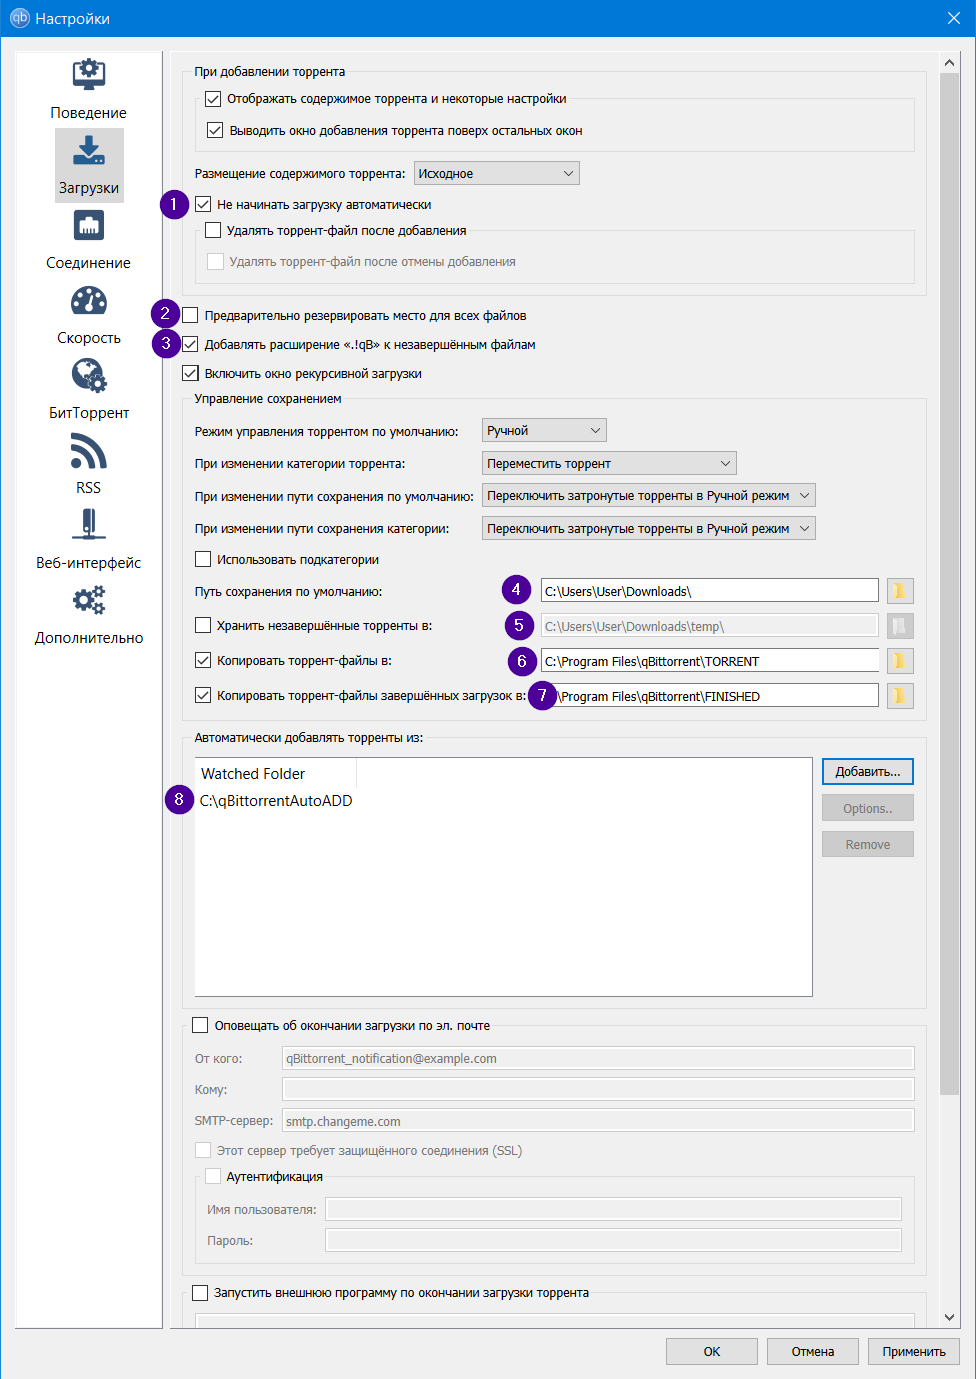 qb Настройки
Поведение
Загрузки
Соединение
Скорость
БитТоррент
RSS
Веб-интерфейс
Дополнительно
При добавлении торрента
Отображать содержимое торрента и некоторые настройки
Выводить окно добавления торрента поверх остальных окон
Размещение содержимого торрента: Исходное
1 Не начинать загрузку автоматически
Удалять торрент-файл после добавления
Удалять торрент-файл после отмены добавления
2 Предварительно резервировать место для всех файлов
3 Добавлять расширение «.!qB» к незавершённым файлам
Включить окно рекурсивной загрузки
Управление сохранением
Режим управления торрентом по умолчанию: Ручной
При изменении категории торрента: Переместить торрент
При изменении пути сохранения по умолчанию: Переключить затронутые торренты в Ручной режим
При изменении пути сохранения категории: Переключить затронутые торренты в Ручной режим
Использовать подкатегории
Путь сохранения по умолчанию: 4 C:\Users\User\Downloads\
Хранить незавершённые торренты в: 5 C:\Users\User\Downloads\temp\
Копировать торрент-файлы в: 6 C:\Program Files\qBittorrent\TORRENT
Копировать торрент-файлы завершённых загрузок в: 7 \Program Files\qBittorrent\FINISHED
Автоматически добавлять торренты из:
Watched Folder
8 C:\qBittorrentAutoADD
Добавить...
Options..
Remove
Оповещать об окончании загрузки по эл. почте
От кого: qBittorrent_notification@example.com
Кому:
SMTP-сервер: smtp.changeme.com
Этот сервер требует защищённого соединения (SSL)
Аутентификация
Имя пользователя:
Пароль:
Запустить внешнюю программу по окончании загрузки торрента
OK Отмена Применить